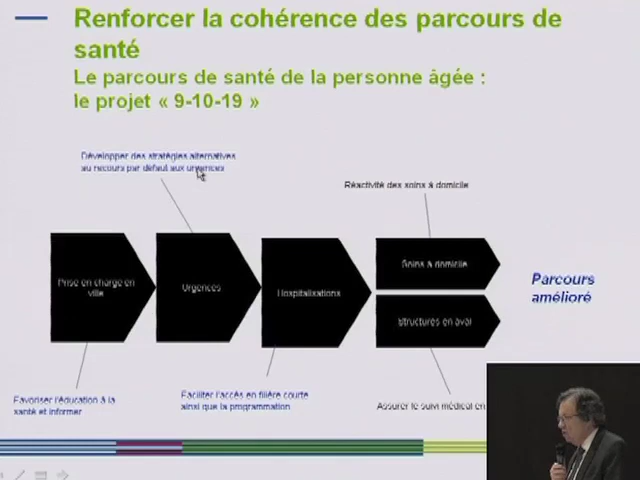 Renforcer la cohérence des parcours de
santé
Le parcours de santé de la personne âgée :
le projet « 9-10-19 »
Développer des stratégies alternatives
au recours par défaut aux urgences
Réactivité des soins à domicile
Prise en charge en
ville
Urgences
Hospitalisations
Soins à domicile
Structures en aval
Parcours
amélioré
Favoriser l'éducation à la
santé et informer
Faciliter l'accès en filière courte
ainsi que la programmation
Assurer le suivi médical en